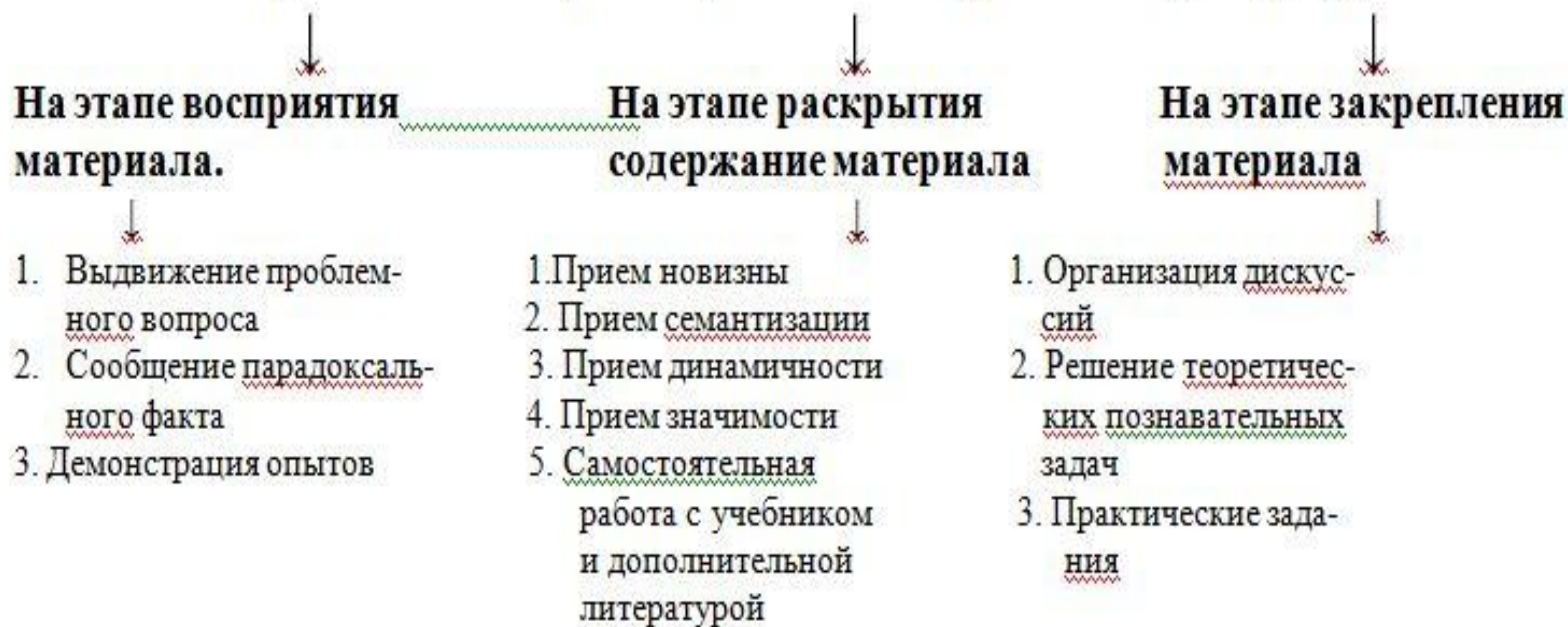 На этапе восприятия
материала.
1. Выдвижение проблем-
ного вопроса
2. Сообщение парадоксаль-
ного факта
3. Демонстрация опытов
На этапе раскрытия
содержание материала
1.Прием новизны
2. Прием семантизации
3. Прием динамичности
4. Прием значимости
5. Самостоятельная
работа с учебником
и дополнительной
литературой
На этапе закрепления
материала
1. Организация дискус-
сий
2. Решение теоретичес-
ких познавательных
задач
3. Практические зада-
ния